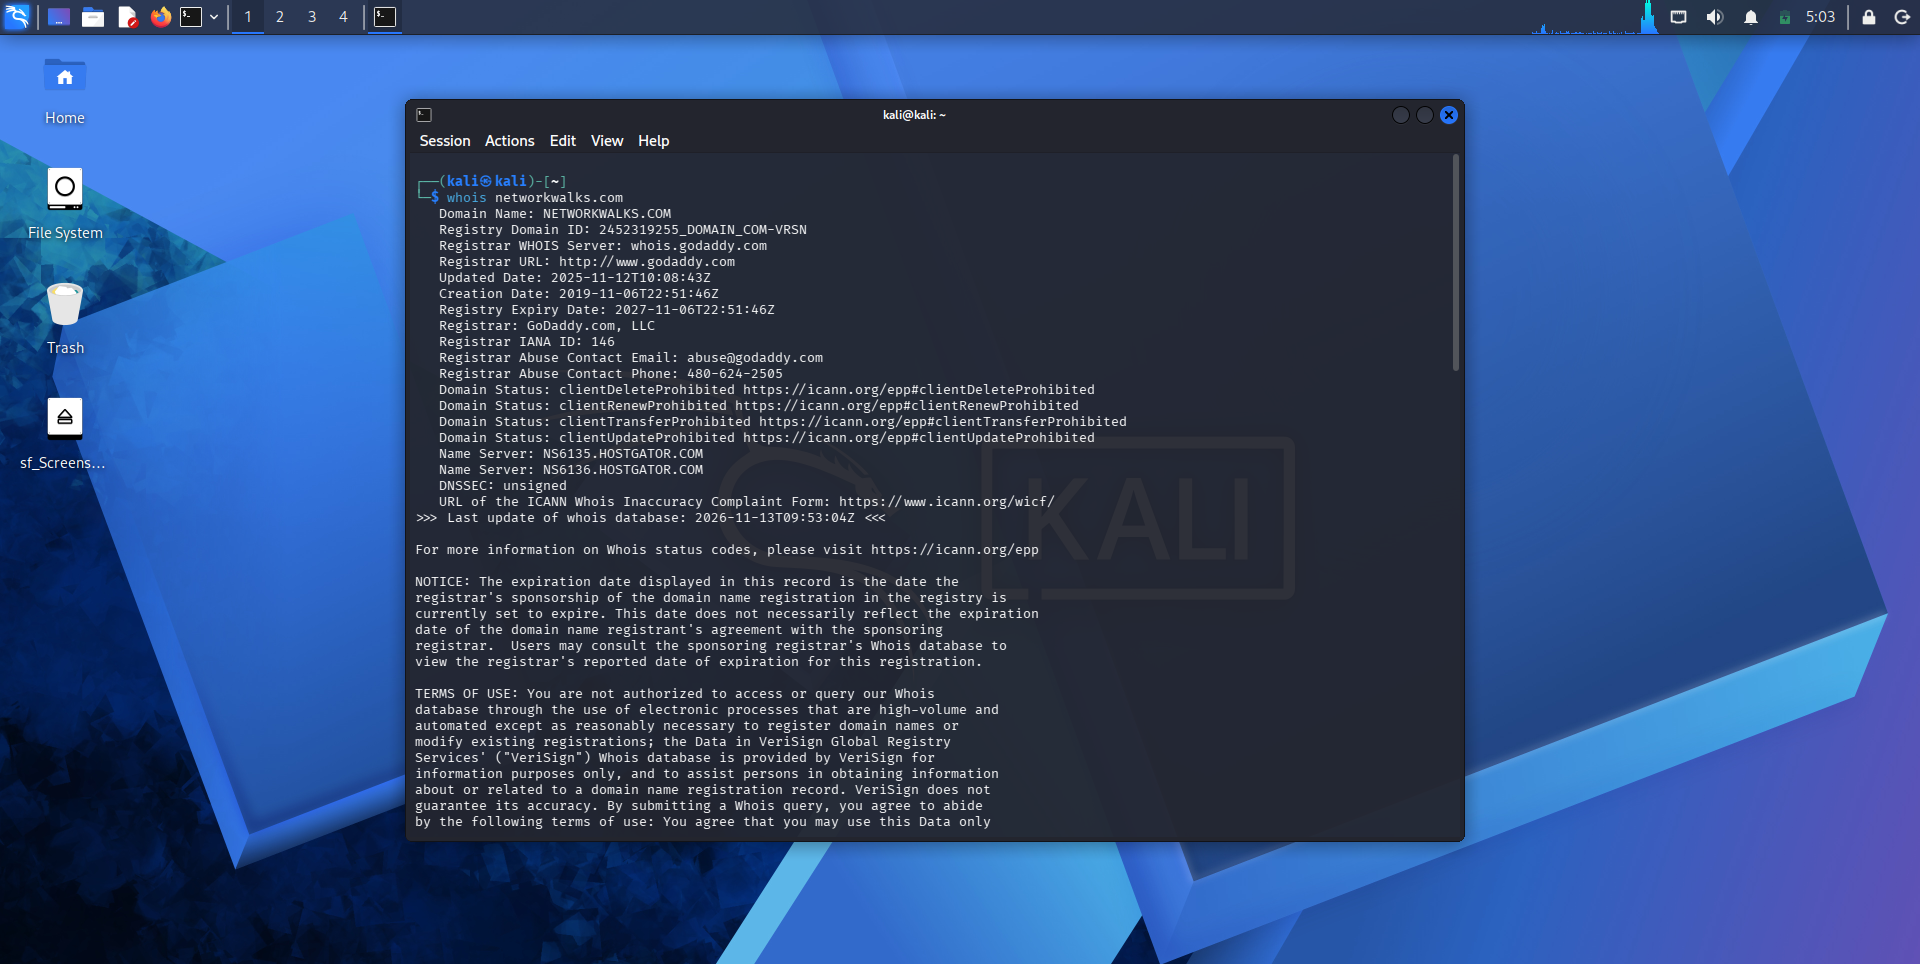 1 2 3 4
5:03
Home
File System
Trash
sf_Screens...
kali@kali: ~
Session Actions Edit View Help
┌──(kali㉿kali)-[~]
└─$ whois networkwalks.com
Domain Name: NETWORKWALKS.COM
Registry Domain ID: 2452319255_DOMAIN_COM-VRSN
Registrar WHOIS Server: whois.godaddy.com
Registrar URL: http://www.godaddy.com
Updated Date: 2025-11-12T10:08:43Z
Creation Date: 2019-11-06T22:51:46Z
Registry Expiry Date: 2027-11-06T22:51:46Z
Registrar: GoDaddy.com, LLC
Registrar IANA ID: 146
Registrar Abuse Contact Email: abuse@godaddy.com
Registrar Abuse Contact Phone: 480-624-2505
Domain Status: clientDeleteProhibited https://icann.org/epp#clientDeleteProhibited
Domain Status: clientRenewProhibited https://icann.org/epp#clientRenewProhibited
Domain Status: clientTransferProhibited https://icann.org/epp#clientTransferProhibited
Domain Status: clientUpdateProhibited https://icann.org/epp#clientUpdateProhibited
Name Server: NS6135.HOSTGATOR.COM
Name Server: NS6136.HOSTGATOR.COM
DNSSEC: unsigned
URL of the ICANN Whois Inaccuracy Complaint Form: https://www.icann.org/wicf/
>>> Last update of whois database: 2026-11-13T09:53:04Z <<<
For more information on Whois status codes, please visit https://icann.org/epp
NOTICE: The expiration date displayed in this record is the date the
registrar's sponsorship of the domain name registration in the registry is
currently set to expire. This date does not necessarily reflect the expiration
date of the domain name registrant's agreement with the sponsoring
registrar.  Users may consult the sponsoring registrar's Whois database to
view the registrar's reported date of expiration for this registration.
TERMS OF USE: You are not authorized to access or query our Whois
database through the use of electronic processes that are high-volume and
automated except as reasonably necessary to register domain names or
modify existing registrations; the Data in VeriSign Global Registry
Services' ("VeriSign") Whois database is provided by VeriSign for
information purposes only, and to assist persons in obtaining information
about or related to a domain name registration record. VeriSign does not
guarantee its accuracy. By submitting a Whois query, you agree to abide
by the following terms of use: You agree that you may use this Data only
KALI